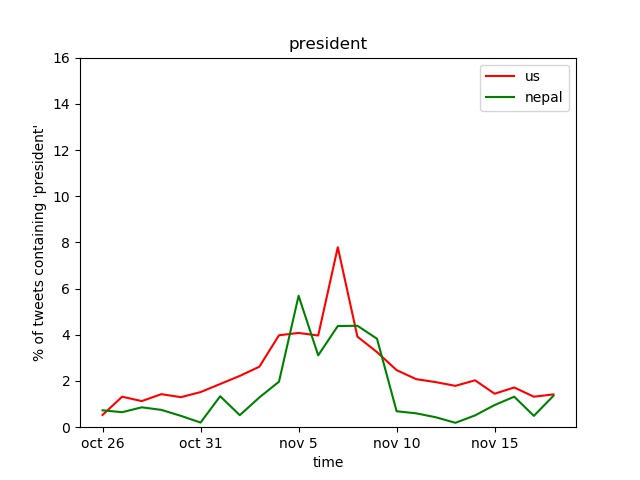 president
us
nepal
16
14
12
10
8
6
4
2
0
% of tweets containing 'president'
oct 26
oct 31
nov 5
nov 10
nov 15
time